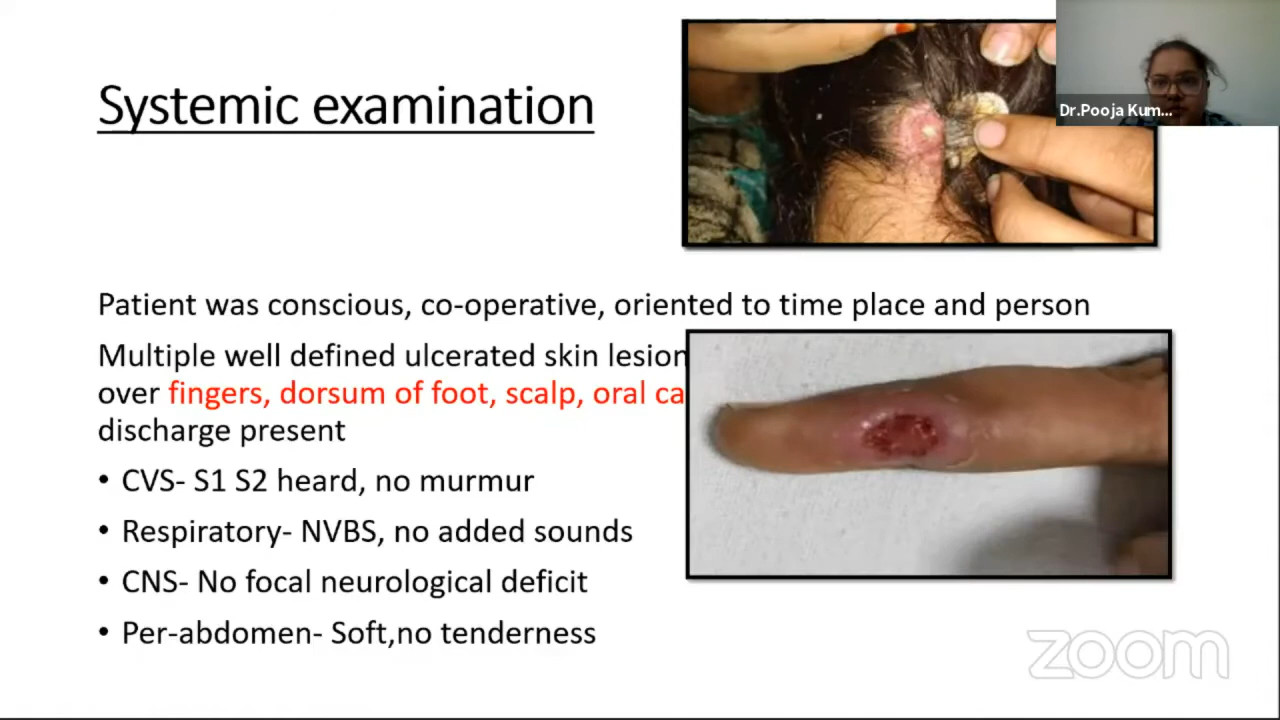 Systemic examination
Dr.Pooja Kum...
Patient was conscious, co-operative, oriented to time place and person
Multiple well defined ulcerated skin lesion
over fingers, dorsum of foot, scalp, oral ca
discharge present
• CVS- S1 S2 heard, no murmur
• Respiratory- NVBS, no added sounds
• CNS- No focal neurological deficit
• Per-abdomen- Soft,no tenderness
zoom